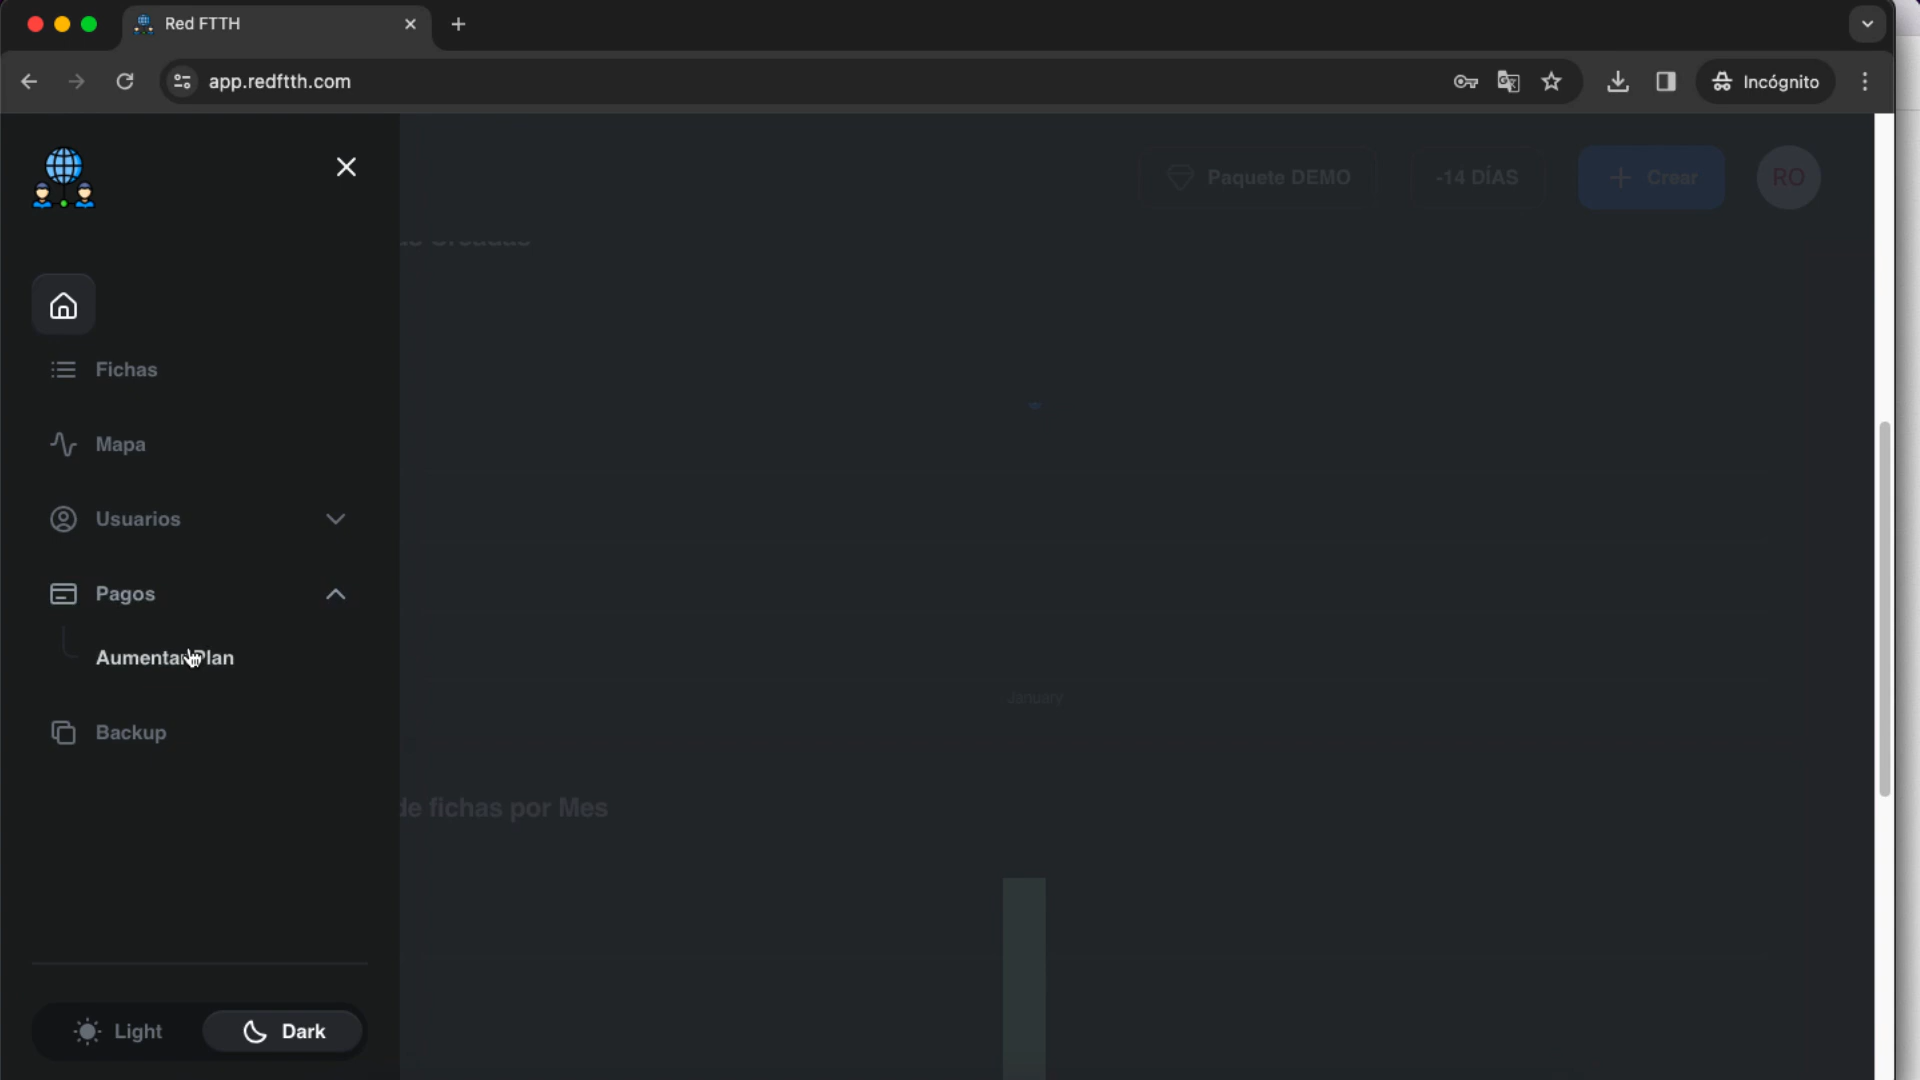 Red FTTH
app.redftth.com
Incógnito
Paquete DEMO
-14 DÍAS
Crear
RO
Fichas
Mapa
Usuarios
Pagos
Aumentar Plan
Backup
January
de fichas por Mes
Light
Dark